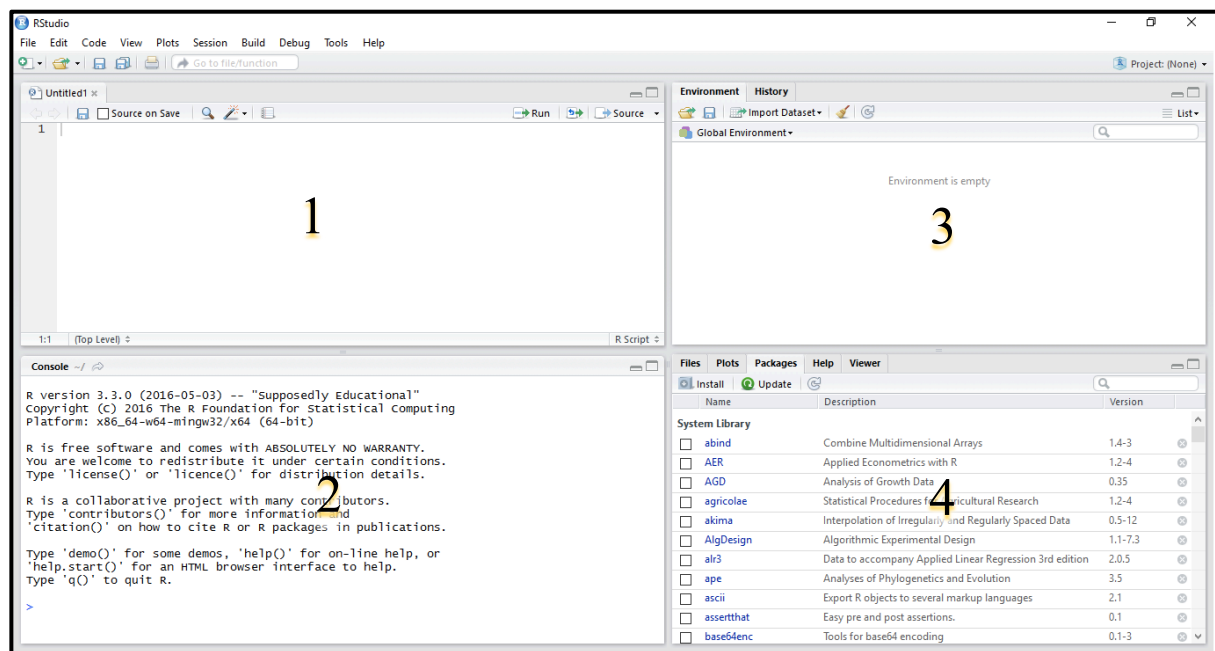 RStudio
File Edit Code View Plots Session Build Debug Tools Help
Go to file/function
Project: (None)
Untitled1
Source on Save
Run
Source
1
1
1:1 (Top Level)
R Script
Console ~/
R version 3.3.0 (2016-05-03) -- "Supposedly Educational"
Copyright (C) 2016 The R Foundation for Statistical Computing
Platform: x86_64-w64-mingw32/x64 (64-bit)
R is free software and comes with ABSOLUTELY NO WARRANTY.
You are welcome to redistribute it under certain conditions.
Type 'license()' or 'licence()' for distribution details.
R is a collaborative project with many contributors.
Type 'contributors()' for more information and
'citation()' on how to cite R or R packages in publications.
Type 'demo()' for some demos, 'help()' for on-line help, or
'help.start()' for an HTML browser interface to help.
Type 'q()' to quit R.
>
2
Environment History
Import Dataset
List
Global Environment
Environment is empty
3
Files Plots Packages Help Viewer
Install Update
Name Description Version
System Library
abind Combine Multidimensional Arrays 1.4-3
AER Applied Econometrics with R 1.2-4
AGD Analysis of Growth Data 0.35
agricolae Statistical Procedures for Agricultural Research 1.2-4
akima Interpolation of Irregularly and Regularly Spaced Data 0.5-12
AlgDesign Algorithmic Experimental Design 1.1-7.3
alr3 Data to accompany Applied Linear Regression 3rd edition 2.0.5
ape Analyses of Phylogenetics and Evolution 3.5
ascii Export R objects to several markup languages 2.1
assertthat Easy pre and post assertions. 0.1
base64enc Tools for base64 encoding 0.1-3
4